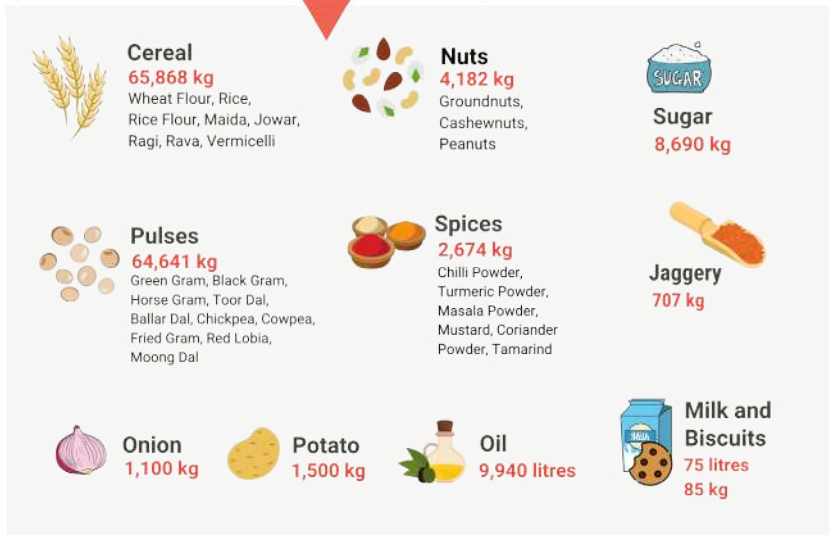 Cereal
65,868 kg
Wheat Flour, Rice,
Rice Flour, Maida, Jowar,
Ragi, Rava, Vermicelli
Nuts
4,182 kg
Groundnuts,
Cashewnuts,
Peanuts
SUGAR
Sugar
8,690 kg
Pulses
64,641 kg
Green Gram, Black Gram,
Horse Gram, Toor Dal,
Ballar Dal, Chickpea, Cowpea,
Fried Gram, Red Lobia,
Moong Dal
Spices
2,674 kg
Chilli Powder,
Turmeric Powder,
Masala Powder,
Mustard, Coriander
Powder, Tamarind
Jaggery
707 kg
Onion
1,100 kg
Potato
1,500 kg
Oil
9,940 litres
Milk and
Biscuits
75 litres
85 kg